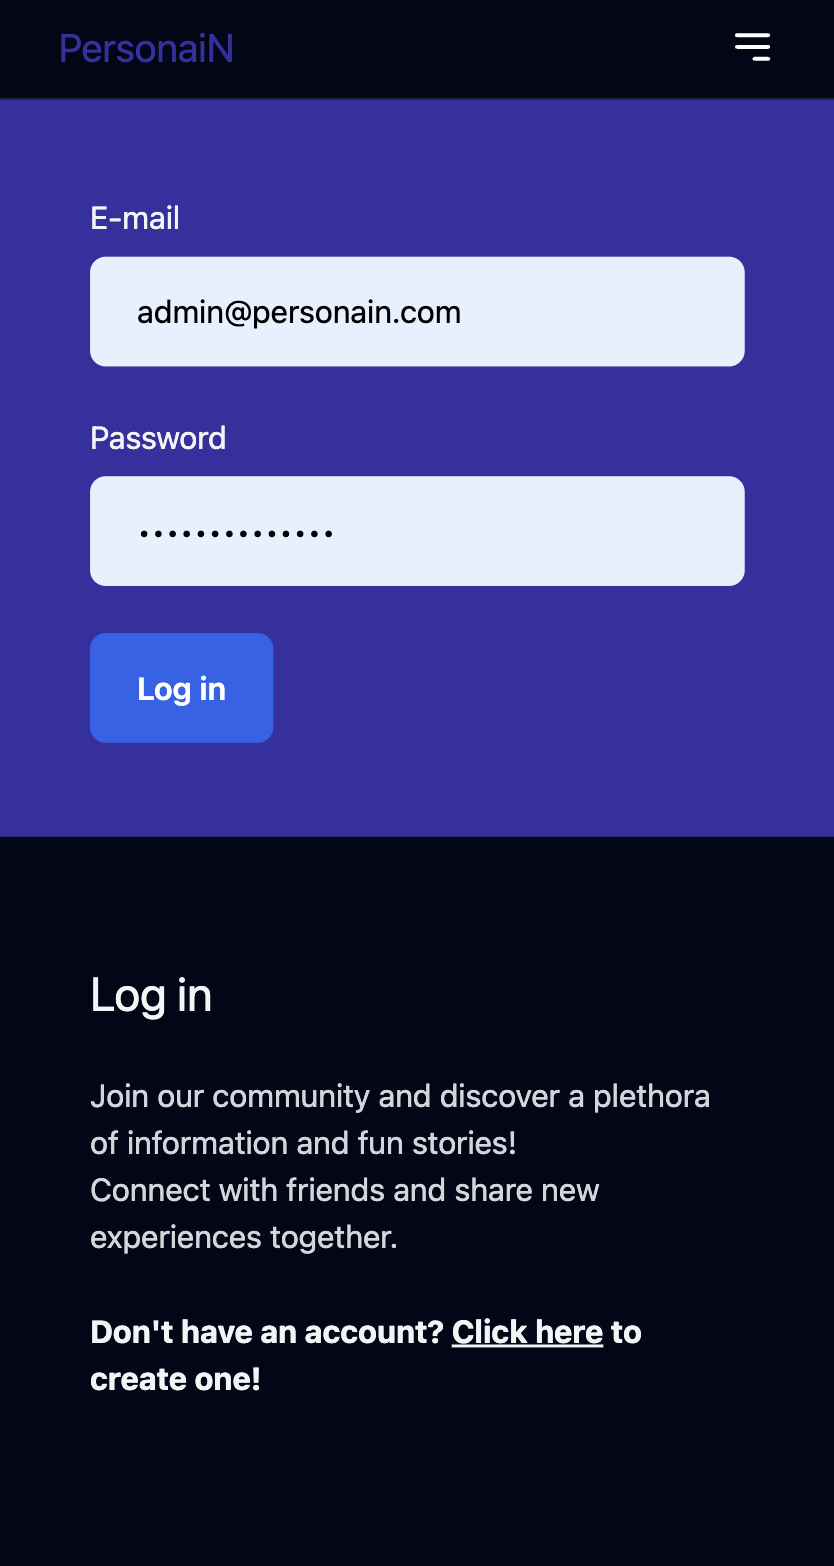 PersonaiN
E-mail
admin@personain.com
Password
••••••••••••••
Log in
Log in
Join our community and discover a plethora
of information and fun stories!
Connect with friends and share new
experiences together.
Don't have an account? Click here to
create one!